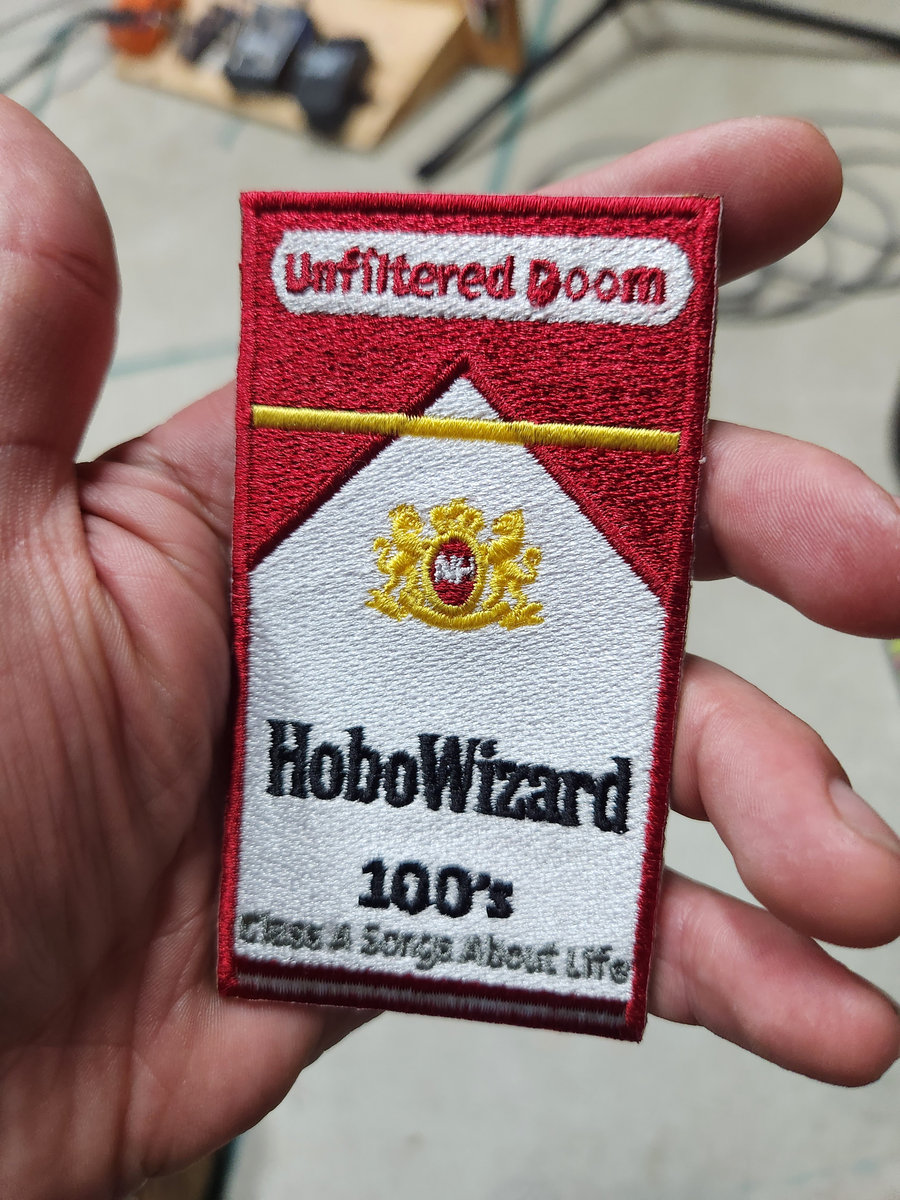 Unfiltered Doom
HoboWizard
100's
Class A Songs About Life